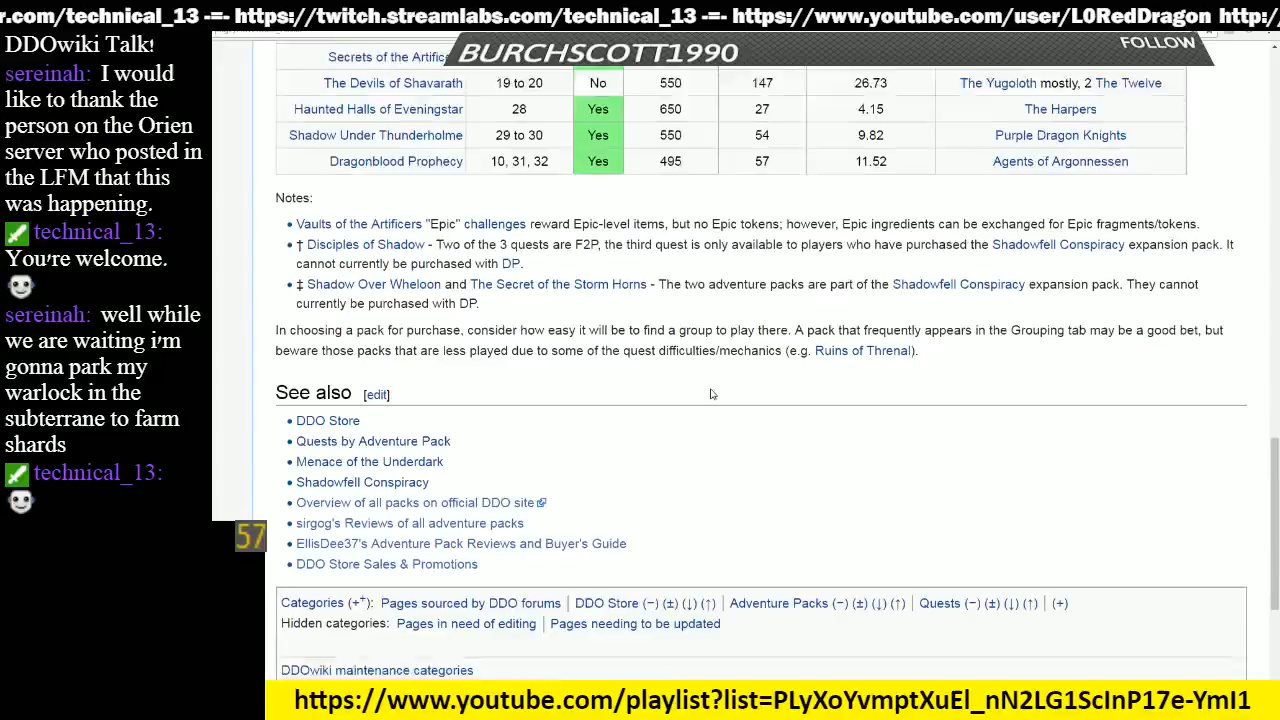 r.com/technical_13 -=- https://twitch.streamlabs.com/technical_13 -=- https://www.youtube.com/user/L0RedDragon http:/
DDOwiki Talk!
sereinah: I would
like to thank the
person on the Orien
server who posted in
the LFM that this
was happening.
technical_13:
You're welcome.
sereinah: well while
we are waiting i'm
gonna park my
warlock in the
subterrane to farm
shards
technical_13:
BURCHSCOTT1990
FOLLOW
Secrets of the Artific
The Devils of Shavarath 19 to 20 No 550 147 26.73 The Yugoloth mostly, 2 The Twelve
Haunted Halls of Eveningstar 28 Yes 650 27 4.15 The Harpers
Shadow Under Thunderholme 29 to 30 Yes 550 54 9.82 Purple Dragon Knights
Dragonblood Prophecy 10, 31, 32 Yes 495 57 11.52 Agents of Argonnessen
Notes:
• Vaults of the Artificers "Epic" challenges reward Epic-level items, but no Epic tokens; however, Epic ingredients can be exchanged for Epic fragments/tokens.
• † Disciples of Shadow - Two of the 3 quests are F2P, the third quest is only available to players who have purchased the Shadowfell Conspiracy expansion pack. It
cannot currently be purchased with DP.
• ‡ Shadow Over Wheloon and The Secret of the Storm Horns - The two adventure packs are part of the Shadowfell Conspiracy expansion pack. They cannot
currently be purchased with DP.
In choosing a pack for purchase, consider how easy it will be to find a group to play there. A pack that frequently appears in the Grouping tab may be a good bet, but
beware those packs that are less played due to some of the quest difficulties/mechanics (e.g. Ruins of Threnal).
See also [edit]
• DDO Store
• Quests by Adventure Pack
• Menace of the Underdark
• Shadowfell Conspiracy
• Overview of all packs on official DDO site
• sirgog's Reviews of all adventure packs
• EllisDee37's Adventure Pack Reviews and Buyer's Guide
• DDO Store Sales & Promotions
57
Categories (+⁺): Pages sourced by DDO forums | DDO Store (−) (±) (↓) (↑) | Adventure Packs (−) (±) (↓) (↑) | Quests (−) (±) (↓) (↑) | (+)
Hidden categories: Pages in need of editing | Pages needing to be updated
DDOwiki maintenance categories
https://www.youtube.com/playlist?list=PLyXoYvmptXuEl_nN2LG1ScInP17e-YmI1